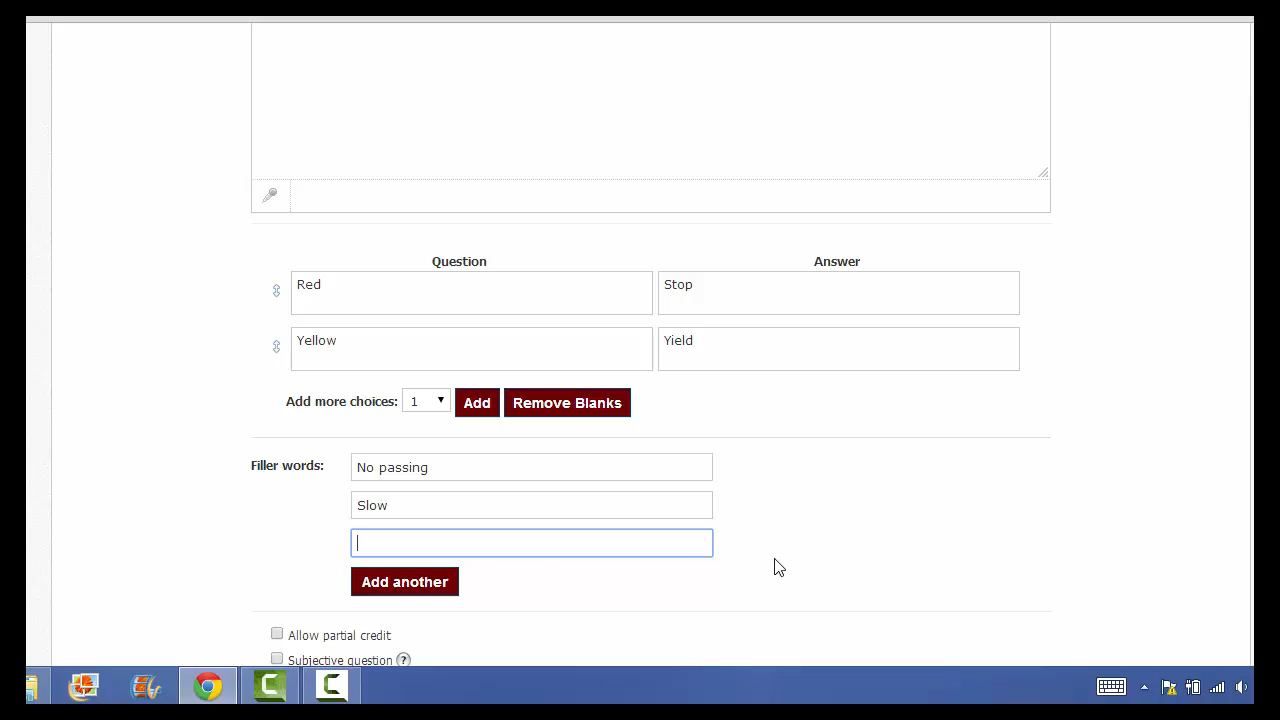 Question Answer
Red Stop
Yellow Yield
Add more choices: 1 Add Remove Blanks
Filler words: No passing
Slow
Add another
Allow partial credit
Subjective question ?